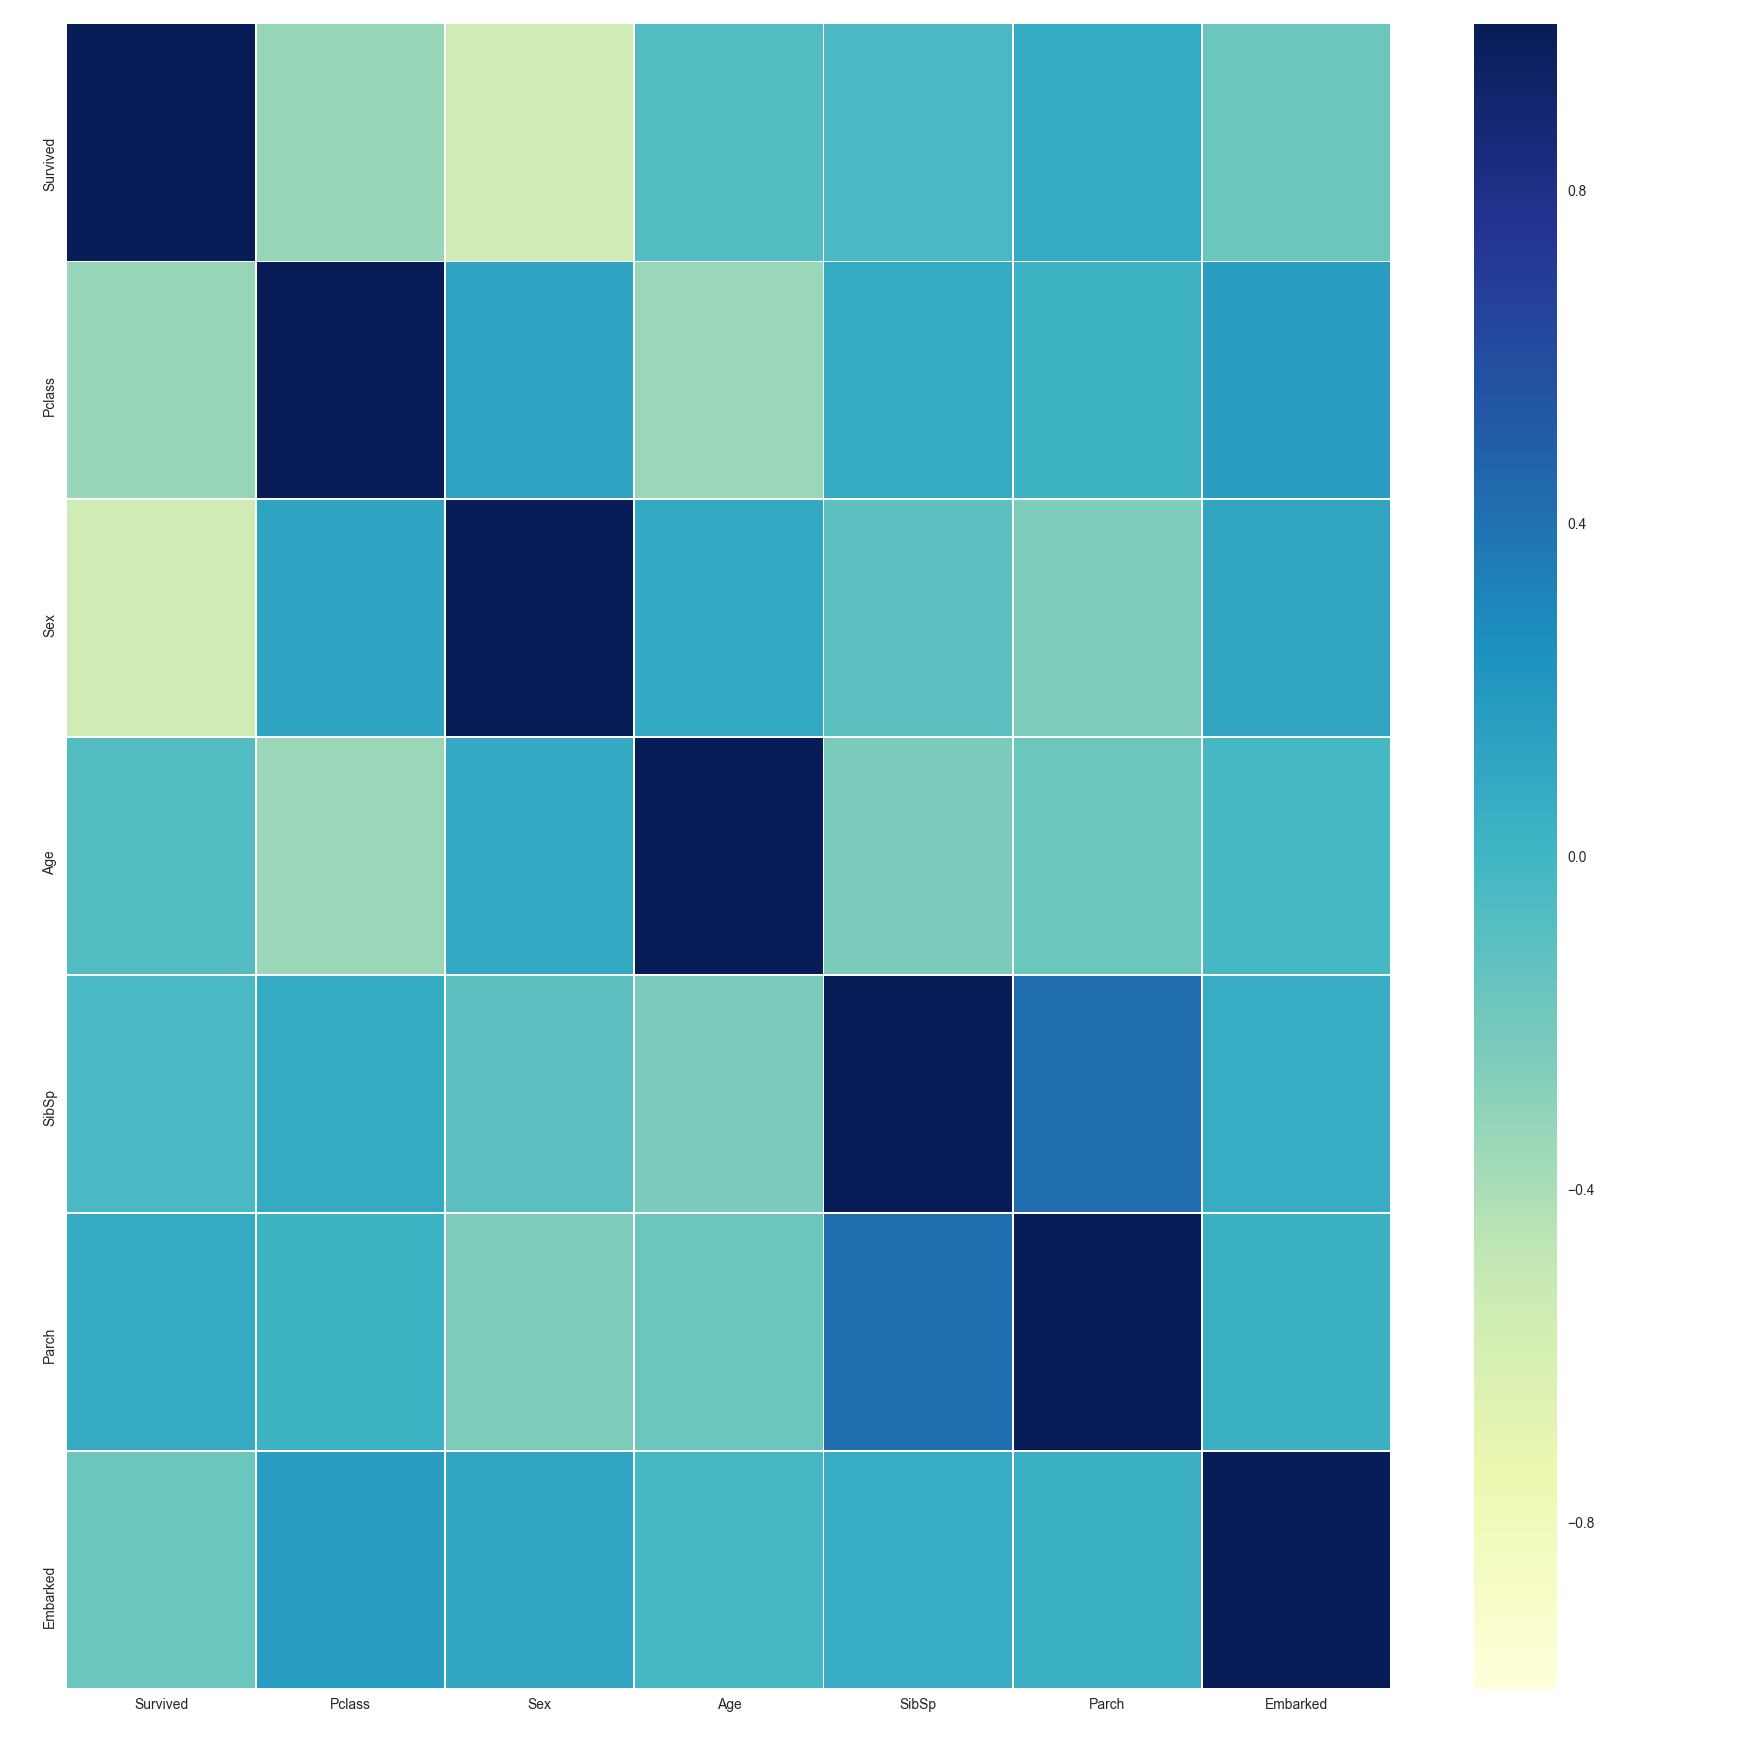 Survived
Pclass
Sex
Age
SibSp
Parch
Embarked
Survived Pclass Sex Age SibSp Parch Embarked
0.8
0.4
0.0
−0.4
−0.8